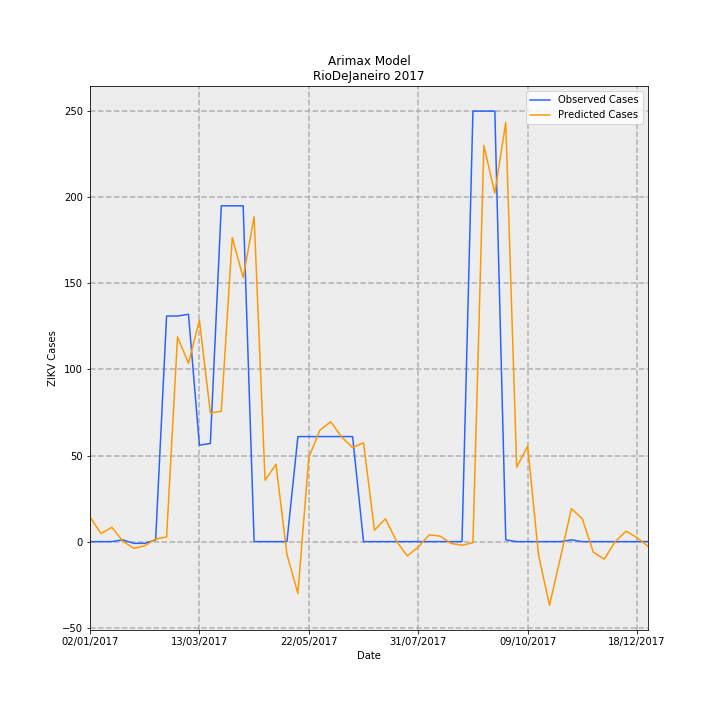 Arimax Model
RioDeJaneiro 2017
Observed Cases
Predicted Cases
250
200
150
100
50
0
−50
ZIKV Cases
02/01/2017 13/03/2017 22/05/2017 31/07/2017 09/10/2017 18/12/2017
Date